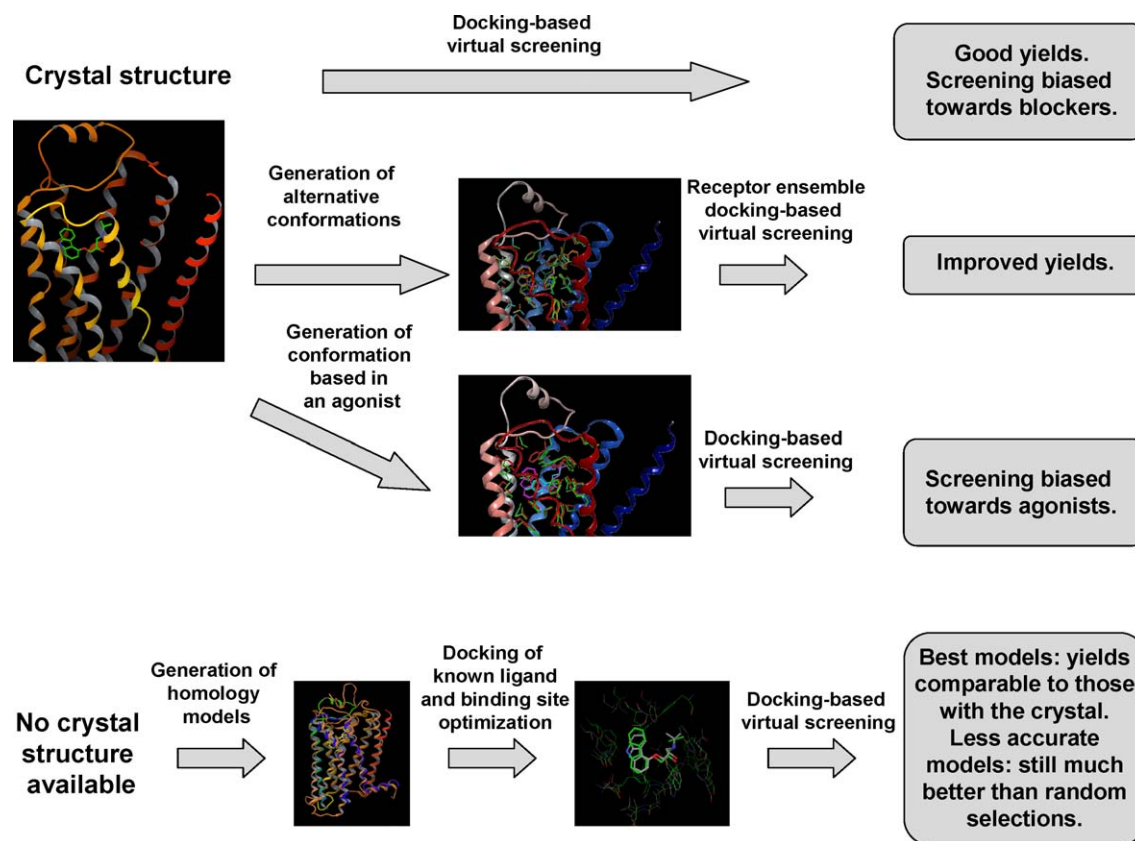 Docking-based
virtual screening
Crystal structure
Good yields.
Screening biased
towards blockers.
Generation of
alternative
conformations
Receptor ensemble
docking-based
virtual screening
Improved yields.
Generation of
conformation
based in
an agonist
Docking-based
virtual screening
Screening biased
towards agonists.
No crystal
structure
available
Generation of
homology
models
Docking of
known ligand
and binding site
optimization
Docking-based
virtual screening
Best models: yields
comparable to those
with the crystal.
Less accurate
models: still much
better than random
selections.